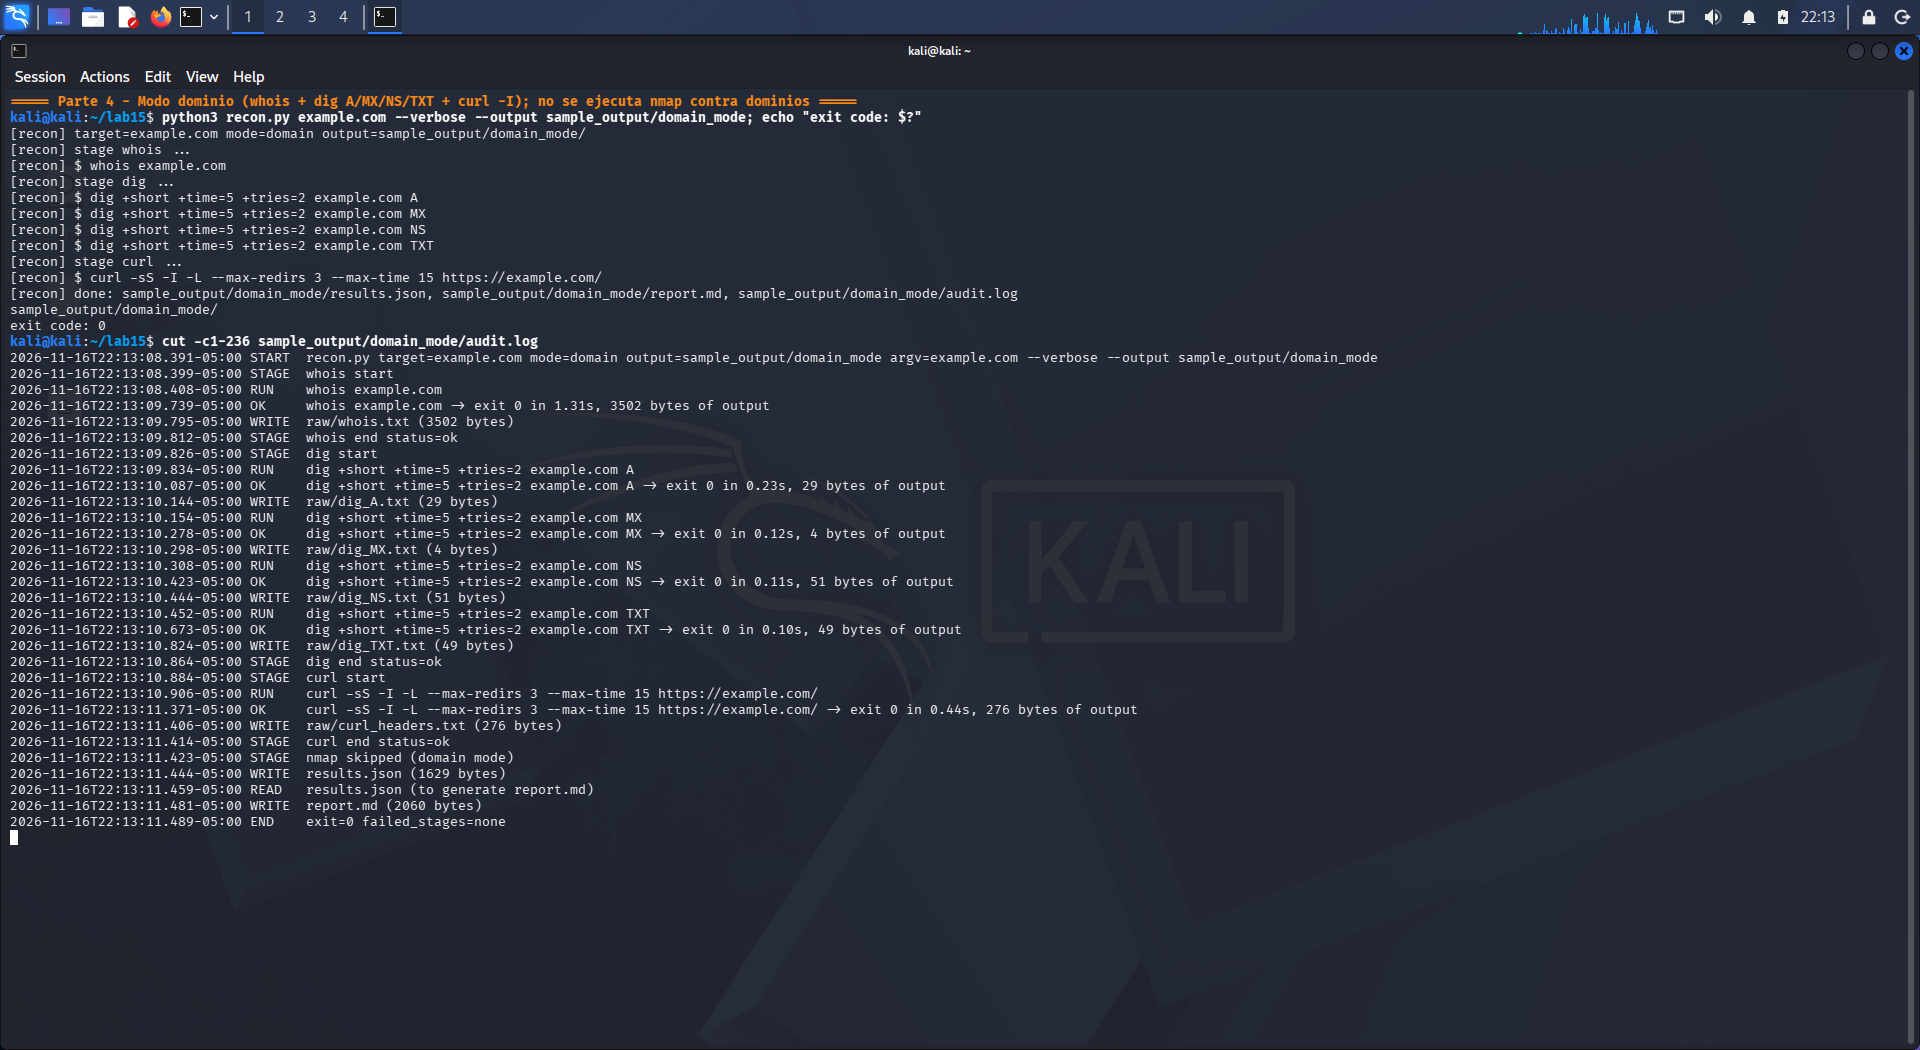 1 2 3 4 22:13
kali@kali: ~
Session Actions Edit View Help
===== Parte 4 - Modo dominio (whois + dig A/MX/NS/TXT + curl -I); no se ejecuta nmap contra dominios =====
kali@kali:~/lab15$ python3 recon.py example.com --verbose --output sample_output/domain_mode; echo "exit code: $?"
[recon] target=example.com mode=domain output=sample_output/domain_mode/
[recon] stage whois ...
[recon] $ whois example.com
[recon] stage dig ...
[recon] $ dig +short +time=5 +tries=2 example.com A
[recon] $ dig +short +time=5 +tries=2 example.com MX
[recon] $ dig +short +time=5 +tries=2 example.com NS
[recon] $ dig +short +time=5 +tries=2 example.com TXT
[recon] stage curl ...
[recon] $ curl -sS -I -L --max-redirs 3 --max-time 15 https://example.com/
[recon] done: sample_output/domain_mode/results.json, sample_output/domain_mode/report.md, sample_output/domain_mode/audit.log
sample_output/domain_mode/
exit code: 0
kali@kali:~/lab15$ cut -c1-236 sample_output/domain_mode/audit.log
2026-11-16T22:13:08.391-05:00 START  recon.py target=example.com mode=domain output=sample_output/domain_mode argv=example.com --verbose --output sample_output/domain_mode
2026-11-16T22:13:08.399-05:00 STAGE  whois start
2026-11-16T22:13:08.408-05:00 RUN    whois example.com
2026-11-16T22:13:09.739-05:00 OK     whois example.com -> exit 0 in 1.31s, 3502 bytes of output
2026-11-16T22:13:09.795-05:00 WRITE  raw/whois.txt (3502 bytes)
2026-11-16T22:13:09.812-05:00 STAGE  whois end status=ok
2026-11-16T22:13:09.826-05:00 STAGE  dig start
2026-11-16T22:13:09.834-05:00 RUN    dig +short +time=5 +tries=2 example.com A
2026-11-16T22:13:10.087-05:00 OK     dig +short +time=5 +tries=2 example.com A -> exit 0 in 0.23s, 29 bytes of output
2026-11-16T22:13:10.144-05:00 WRITE  raw/dig_A.txt (29 bytes)
2026-11-16T22:13:10.154-05:00 RUN    dig +short +time=5 +tries=2 example.com MX
2026-11-16T22:13:10.278-05:00 OK     dig +short +time=5 +tries=2 example.com MX -> exit 0 in 0.12s, 4 bytes of output
2026-11-16T22:13:10.298-05:00 WRITE  raw/dig_MX.txt (4 bytes)
2026-11-16T22:13:10.308-05:00 RUN    dig +short +time=5 +tries=2 example.com NS
2026-11-16T22:13:10.423-05:00 OK     dig +short +time=5 +tries=2 example.com NS -> exit 0 in 0.11s, 51 bytes of output
2026-11-16T22:13:10.444-05:00 WRITE  raw/dig_NS.txt (51 bytes)
2026-11-16T22:13:10.452-05:00 RUN    dig +short +time=5 +tries=2 example.com TXT
2026-11-16T22:13:10.673-05:00 OK     dig +short +time=5 +tries=2 example.com TXT -> exit 0 in 0.10s, 49 bytes of output
2026-11-16T22:13:10.824-05:00 WRITE  raw/dig_TXT.txt (49 bytes)
2026-11-16T22:13:10.864-05:00 STAGE  dig end status=ok
2026-11-16T22:13:10.884-05:00 STAGE  curl start
2026-11-16T22:13:10.906-05:00 RUN    curl -sS -I -L --max-redirs 3 --max-time 15 https://example.com/
2026-11-16T22:13:11.371-05:00 OK     curl -sS -I -L --max-redirs 3 --max-time 15 https://example.com/ -> exit 0 in 0.44s, 276 bytes of output
2026-11-16T22:13:11.406-05:00 WRITE  raw/curl_headers.txt (276 bytes)
2026-11-16T22:13:11.414-05:00 STAGE  curl end status=ok
2026-11-16T22:13:11.423-05:00 STAGE  nmap skipped (domain mode)
2026-11-16T22:13:11.444-05:00 WRITE  results.json (1629 bytes)
2026-11-16T22:13:11.459-05:00 READ   results.json (to generate report.md)
2026-11-16T22:13:11.481-05:00 WRITE  report.md (2060 bytes)
2026-11-16T22:13:11.489-05:00 END    exit=0 failed_stages=none
KALI